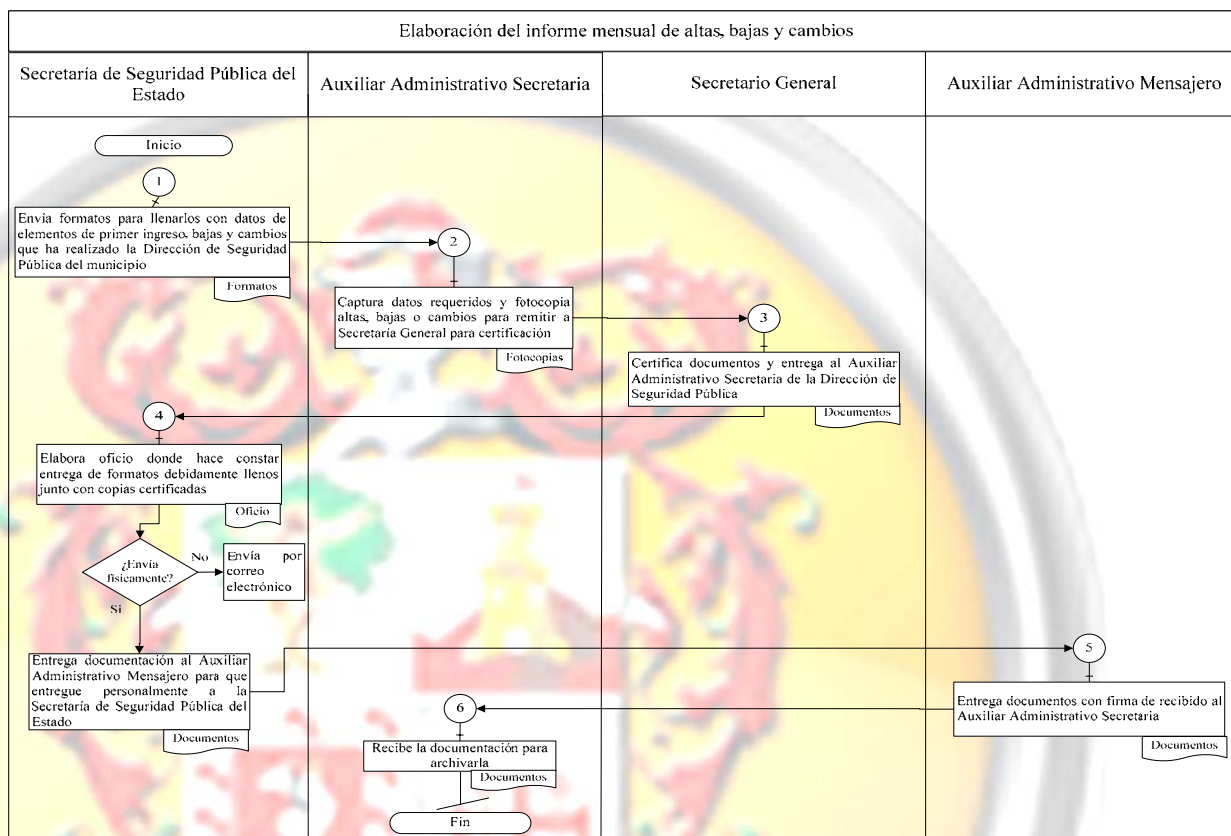 Elaboración del informe mensual de altas, bajas y cambios
Secretaría de Seguridad Pública del
Estado
Auxiliar Administrativo Secretaria
Secretario General
Auxiliar Administrativo Mensajero
Inicio
1
Envía formatos para llenarlos con datos de
elementos de primer ingreso, bajas y cambios
que ha realizado la Dirección de Seguridad
Pública del municipio
Formatos
2
Captura datos requeridos y fotocopia
altas, bajas o cambios para remitir a
Secretaría General para certificación
Fotocopias
3
Certifica documentos y entrega al Auxiliar
Administrativo Secretaria de la Dirección de
Seguridad Pública
Documentos
4
Elabora oficio donde hace constar
entrega de formatos debidamente llenos
junto con copias certificadas
Oficio
¿Envía
físicamente?
No
Envía por
correo
electrónico
Si
Entrega documentación al Auxiliar
Administrativo Mensajero para que
entregue personalmente a la
Secretaría de Seguridad Pública del
Estado
Documentos
5
Entrega documentos con firma de recibido al
Auxiliar Administrativo Secretaria
Documentos
6
Recibe la documentación para
archivarla
Documentos
Fin